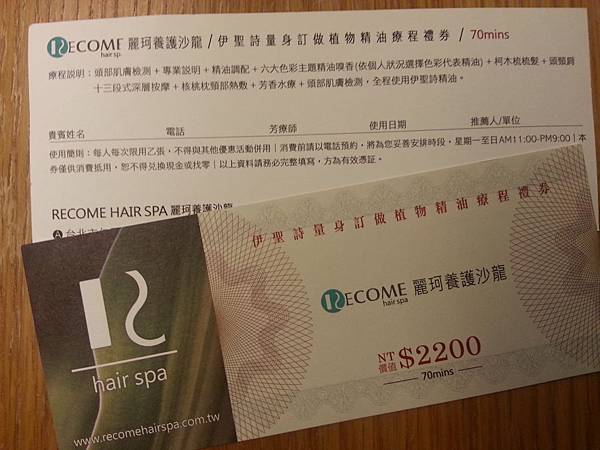 RECOME hair spa 麗珂養護沙龍 / 伊聖詩量身訂做植物精油療程禮券 / 70mins
療程說明：頭部肌膚檢測 + 專業說明 + 精油調配 + 六大色彩主題精油嗅香(依個人狀況選擇色彩代表精油) + 柯木梳梳髮 + 頭頸肩
十三段式深層按摩 + 核桃枕頸部熱敷 + 芳香水療 + 頭部肌膚檢測，全程使用伊聖詩精油。
貴賓姓名 電話 芳療師 使用日期 推薦人/單位
使用簡則：每人每次限用乙張，不得與其他優惠活動併用｜消費前請以電話預約，將為您妥善安排時段，星期一至日AM11:00-PM9:00｜本
券僅供消費抵用，恕不得兌換現金或找零｜以上資料請務必完整填寫，方為有效憑証。
RECOME HAIR SPA 麗珂養護沙龍
A 台北市
伊聖詩量身訂做植物精油療程禮券
RECOME hair spa 麗珂養護沙龍
NT
價值 $2200
70mins
hair spa
www.recomehairspa.com.tw